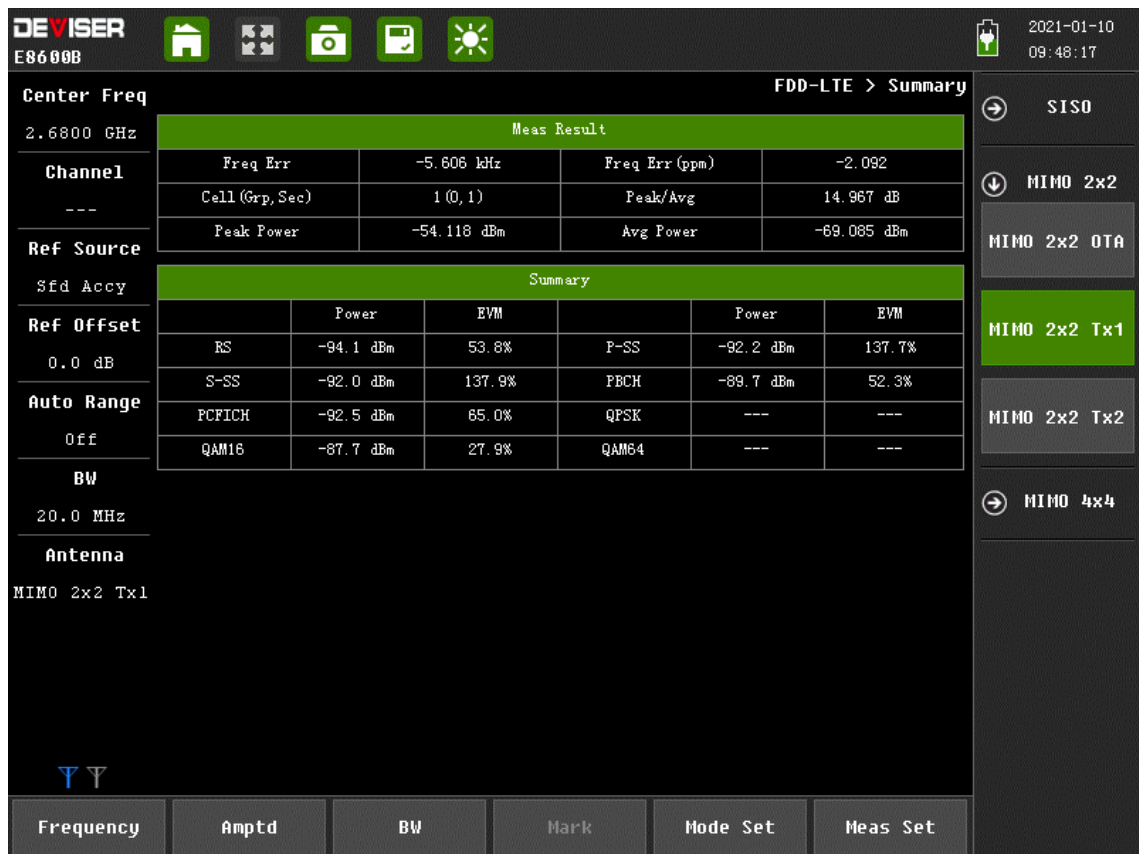 DEVISER
E8600B
2021-01-10
09:48:17
FDD-LTE > Summary
Center Freq
2.6800 GHz
Channel
---
Ref Source
Sfd Accy
Ref Offset
0.0 dB
Auto Range
Off
BW
20.0 MHz
Antenna
MIMO 2x2 Tx1
Meas Result
Freq Err -5.606 kHz Freq Err(ppm) -2.092
Cell(Grp,Sec) 1(0,1) Peak/Avg 14.967 dB
Peak Power -54.118 dBm Avg Power -69.085 dBm
Summary
Power EVM Power EVM
RS -94.1 dBm 53.8% P-SS -92.2 dBm 137.7%
S-SS -92.0 dBm 137.9% PBCH -89.7 dBm 52.3%
PCFICH -92.5 dBm 65.0% QPSK --- ---
QAM16 -87.7 dBm 27.9% QAM64 --- ---
SISO
MIMO 2x2
MIMO 2x2 OTA
MIMO 2x2 Tx1
MIMO 2x2 Tx2
MIMO 4x4
Frequency Amptd BW Mark Mode Set Meas Set